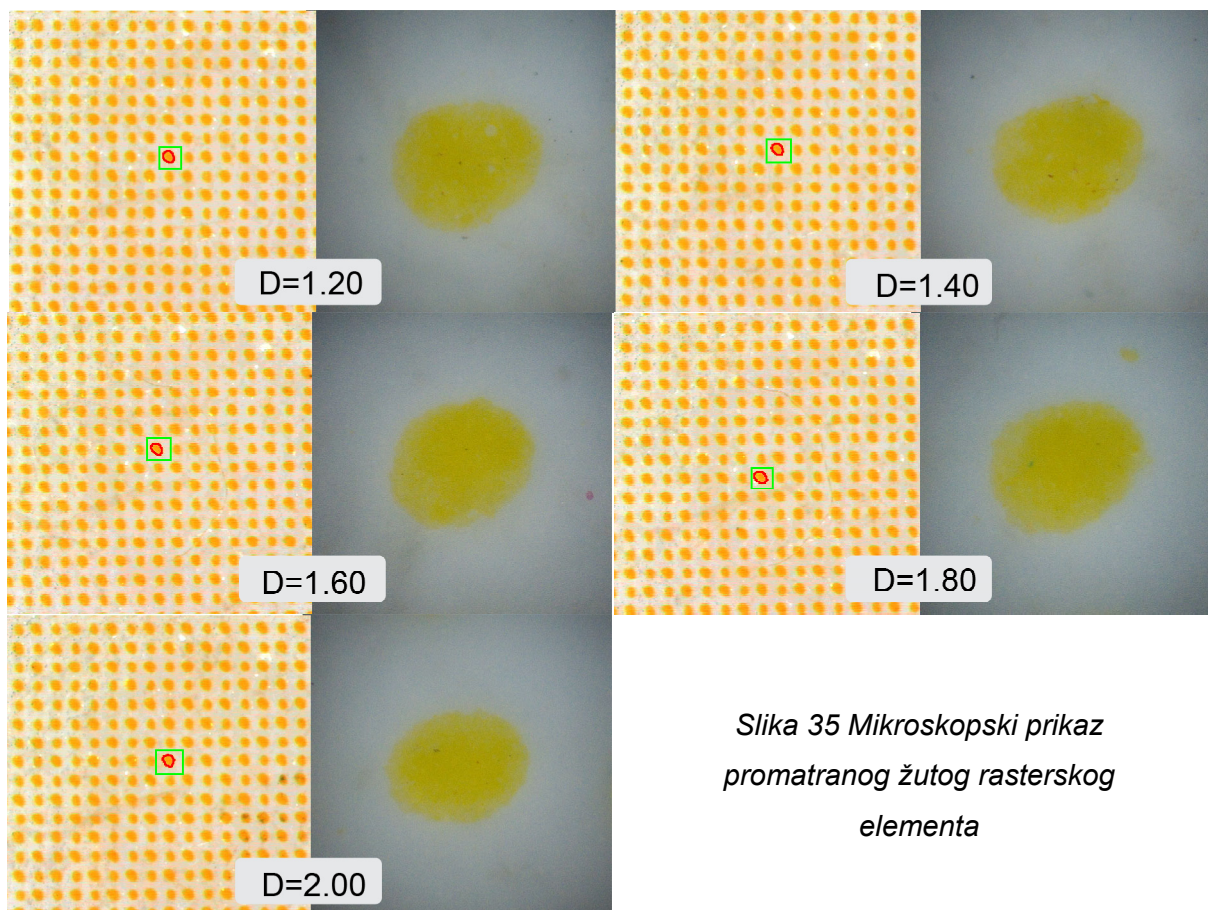 D=1.20
D=1.40
D=1.60
D=1.80
D=2.00
Slika 35 Mikroskopski prikaz
promatranog žutog rasterskog
elementa